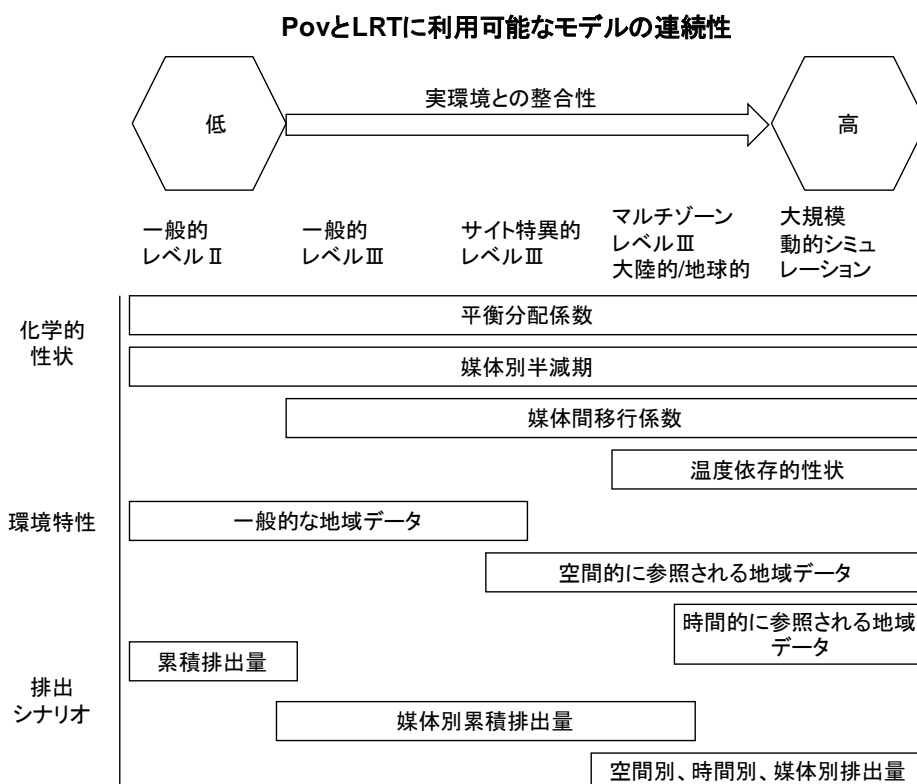 PovとLRTに利用可能なモデルの連続性
実環境との整合性
低
高
一般的
レベルⅡ
一般的
レベルⅢ
サイト特異的
レベルⅢ
マルチゾーン
レベルⅢ
大陸的/地球的
大規模
動的シミュ
レーション
化学的
性状
平衡分配係数
媒体別半減期
媒体間移行係数
温度依存的性状
環境特性
一般的な地域データ
空間的に参照される地域データ
時間的に参照される地域
データ
排出
シナリオ
累積排出量
媒体別累積排出量
空間別、時間別、媒体別排出量